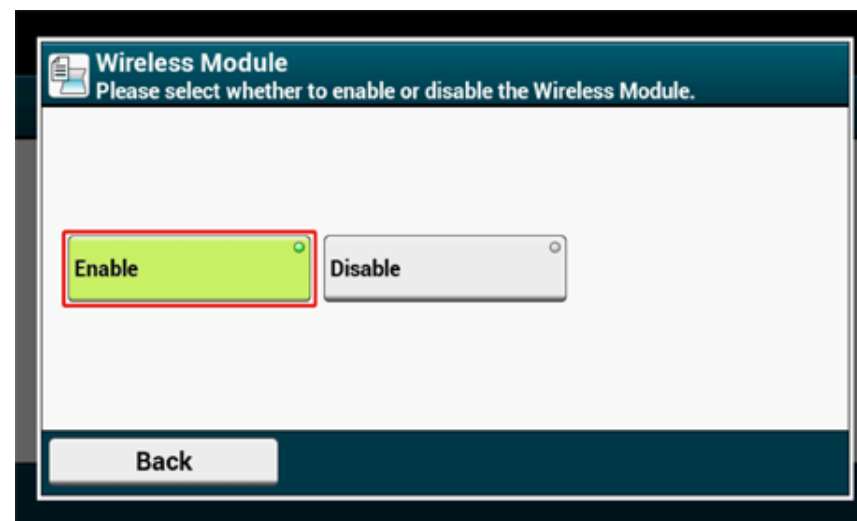 Wireless Module
Please select whether to enable or disable the Wireless Module.
Enable
Disable
Back